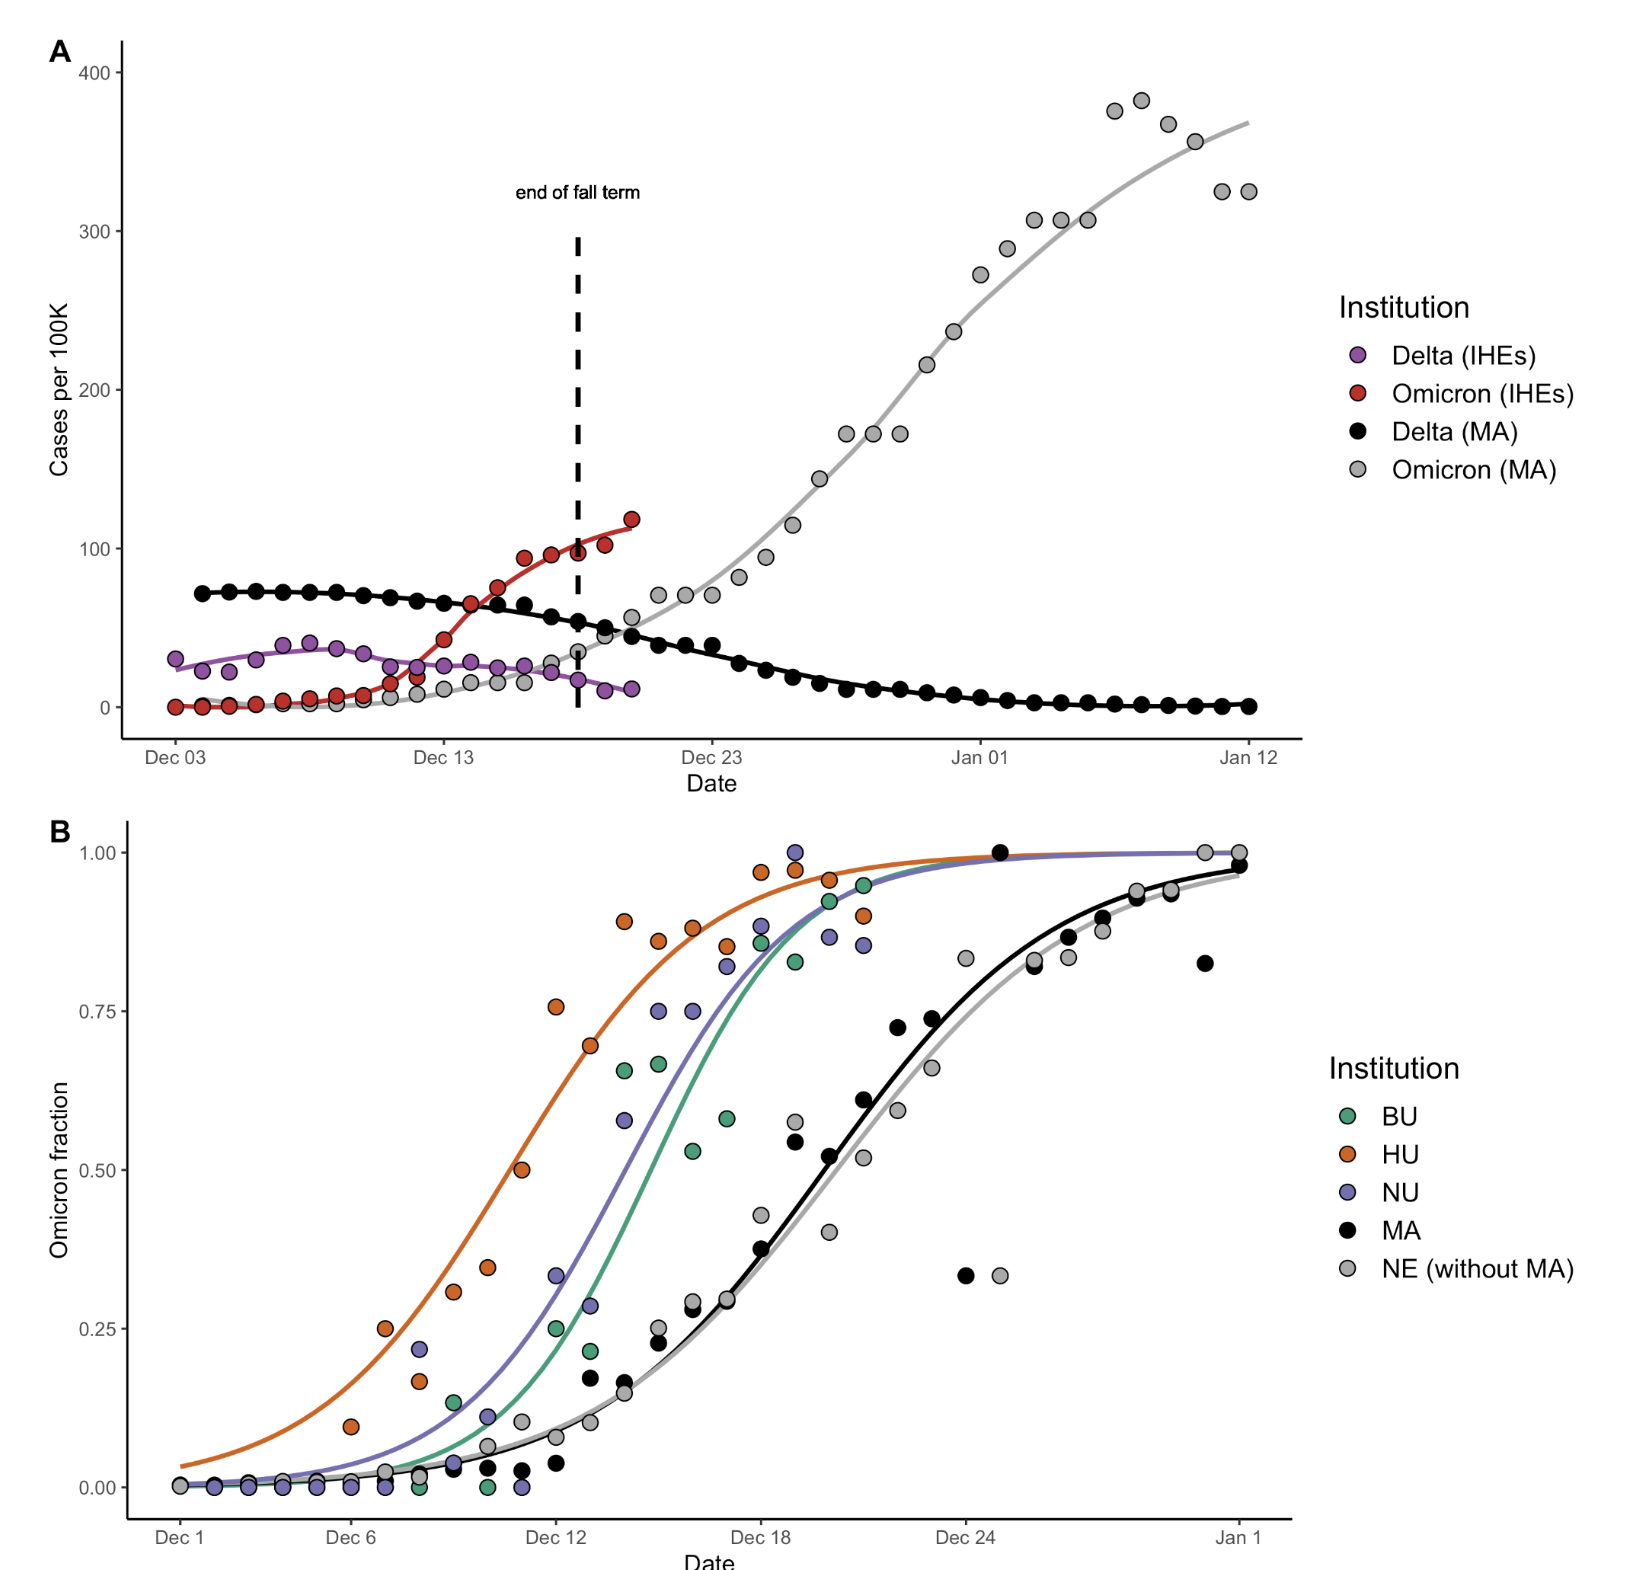 A
400
300
200
100
0
Cases per 100K
end of fall term
Dec 03
Dec 13
Dec 23
Jan 01
Jan 12
Date
Institution
Delta (IHEs)
Omicron (IHEs)
Delta (MA)
Omicron (MA)
B
1.00
0.75
0.50
0.25
0.00
Omicron fraction
Dec 1
Dec 6
Dec 12
Dec 18
Dec 24
Jan 1
Date
Institution
BU
HU
NU
MA
NE (without MA)